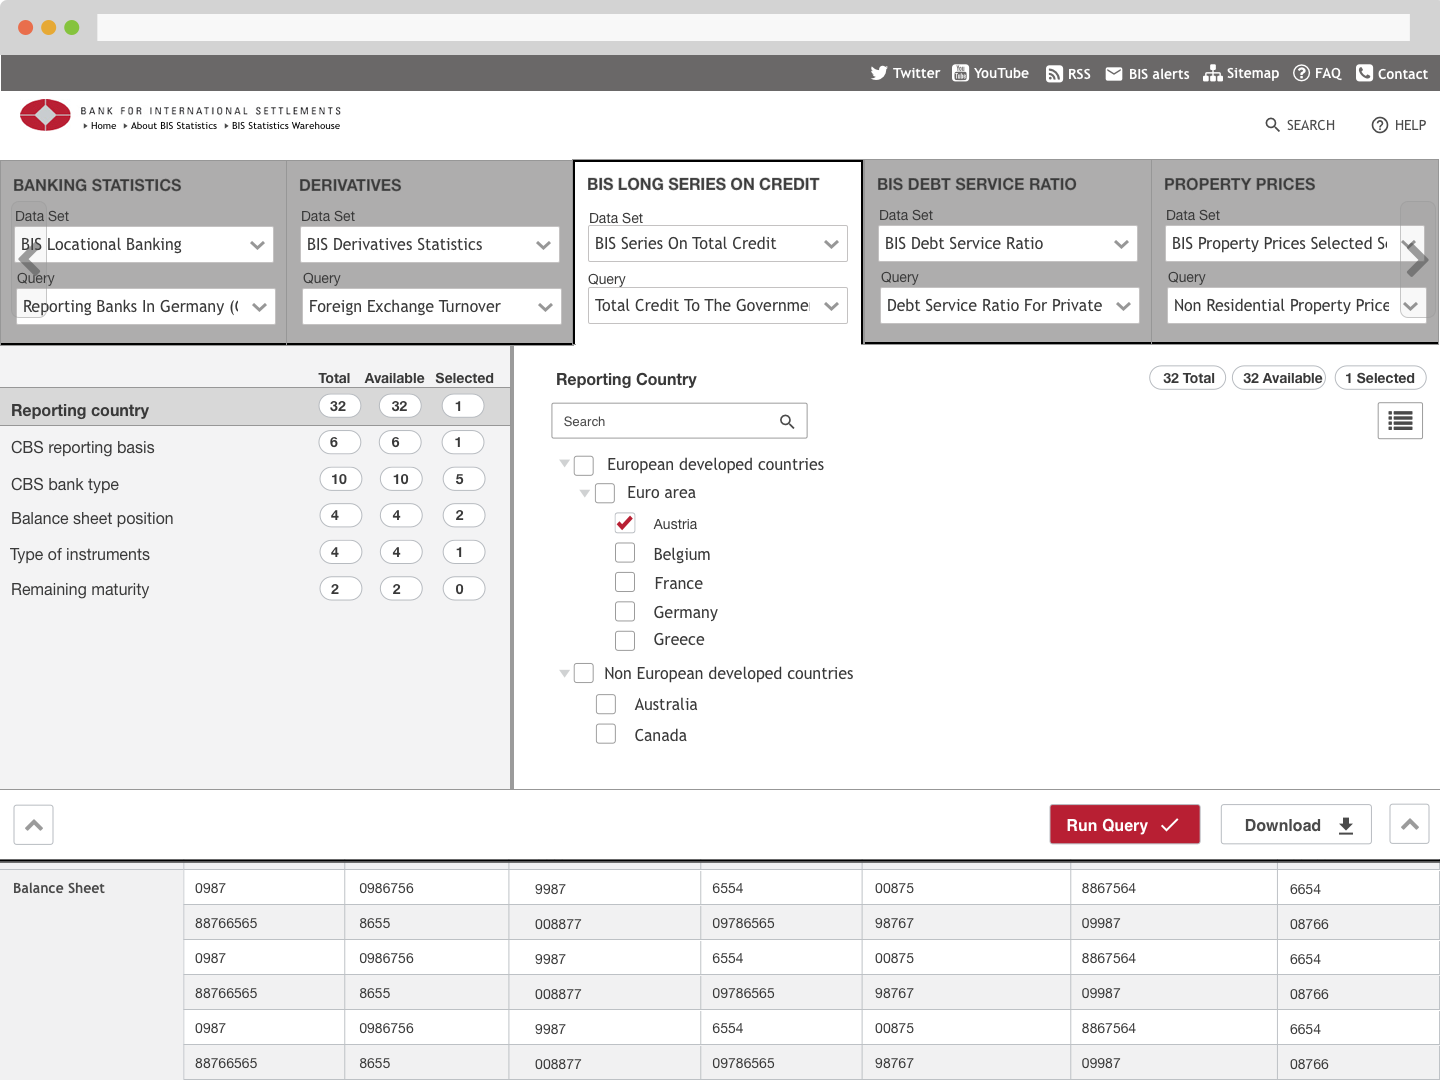 Twitter YouTube RSS BIS alerts Sitemap FAQ Contact
BANK FOR INTERNATIONAL SETTLEMENTS
Home About BIS Statistics BIS Statistics Warehouse
SEARCH HELP
BANKING STATISTICS DERIVATIVES BIS LONG SERIES ON CREDIT BIS DEBT SERVICE RATIO PROPERTY PRICES
Data Set Data Set Data Set Data Set Data Set
BIS Locational Banking BIS Derivatives Statistics BIS Series On Total Credit BIS Debt Service Ratio BIS Property Prices Selected Se
Query Query Query Query Query
Reporting Banks In Germany (C Foreign Exchange Turnover Total Credit To The Governme Debt Service Ratio For Private Non Residential Property Price
Total Available Selected
Reporting country 32 32 1
CBS reporting basis 6 6 1
CBS bank type 10 10 5
Balance sheet position 4 4 2
Type of instruments 4 4 1
Remaining maturity 2 2 0
Reporting Country 32 Total 32 Available 1 Selected
Search
European developed countries
Euro area
Austria
Belgium
France
Germany
Greece
Non European developed countries
Australia
Canada
Run Query Download
Balance Sheet 0987 0986756 9987 6554 00875 8867564 6654
88766565 8655 008877 09786565 98767 09987 08766
0987 0986756 9987 6554 00875 8867564 6654
88766565 8655 008877 09786565 98767 09987 08766
0987 0986756 9987 6554 00875 8867564 6654
88766565 8655 008877 09786565 98767 09987 08766